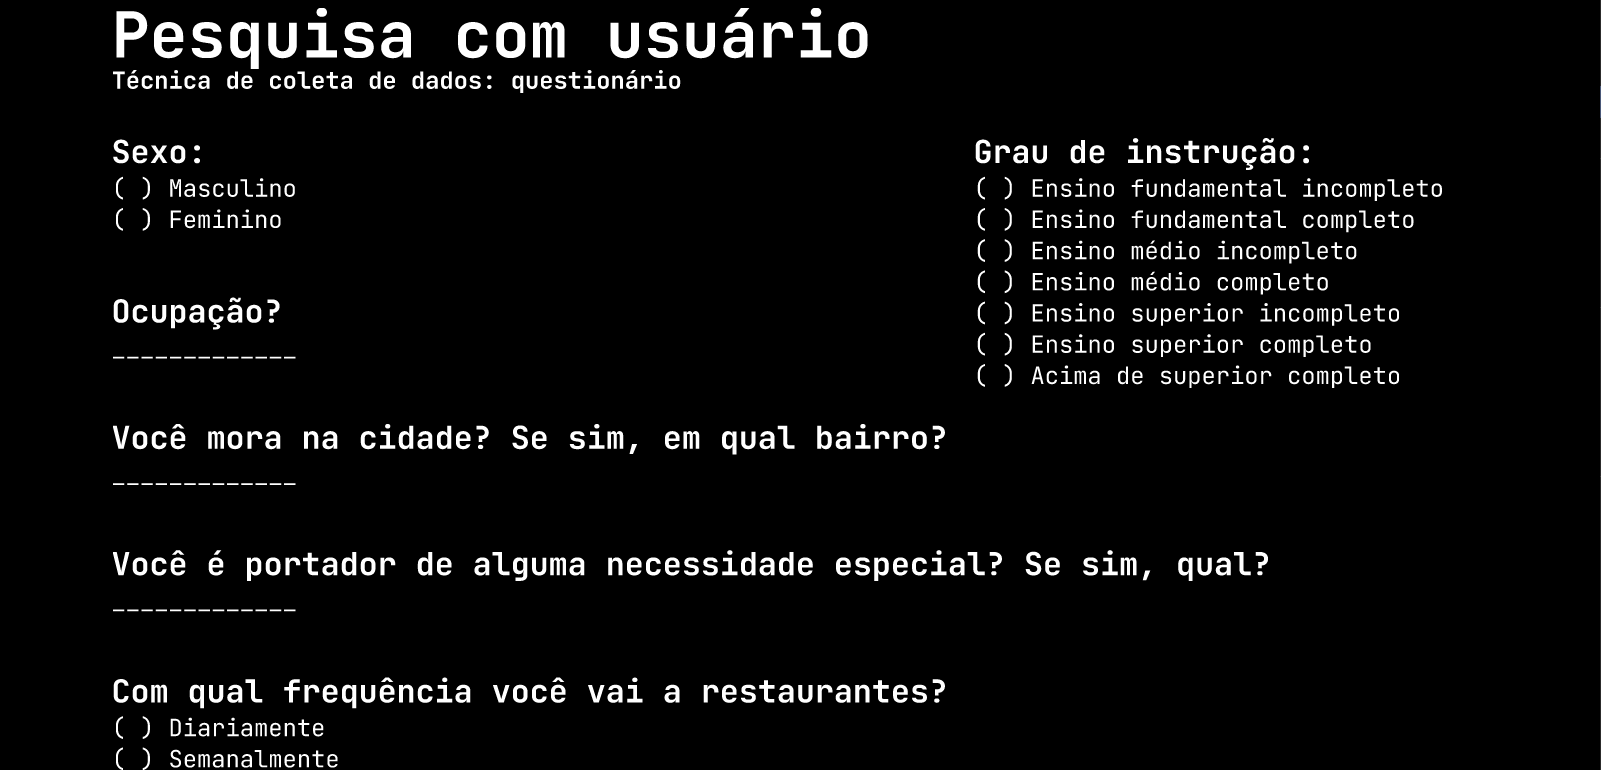 Pesquisa com usuário
Técnica de coleta de dados: questionário
Sexo:
( ) Masculino
( ) Feminino
Grau de instrução:
( ) Ensino fundamental incompleto
( ) Ensino fundamental completo
( ) Ensino médio incompleto
( ) Ensino médio completo
( ) Ensino superior incompleto
( ) Ensino superior completo
( ) Acima de superior completo
Ocupação?
_____________
Você mora na cidade? Se sim, em qual bairro?
_____________
Você é portador de alguma necessidade especial? Se sim, qual?
_____________
Com qual frequência você vai a restaurantes?
( ) Diariamente
( ) Semanalmente